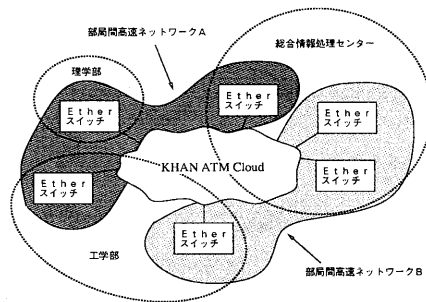 部局間高速ネットワークA
総合情報処理センター
理学部
Ether
スイッチ
Ether
スイッチ
Ether
スイッチ
KHAN ATM Cloud
Ether
スイッチ
Ether
スイッチ
Ether
スイッチ
工学部
部局間高速ネットワークB